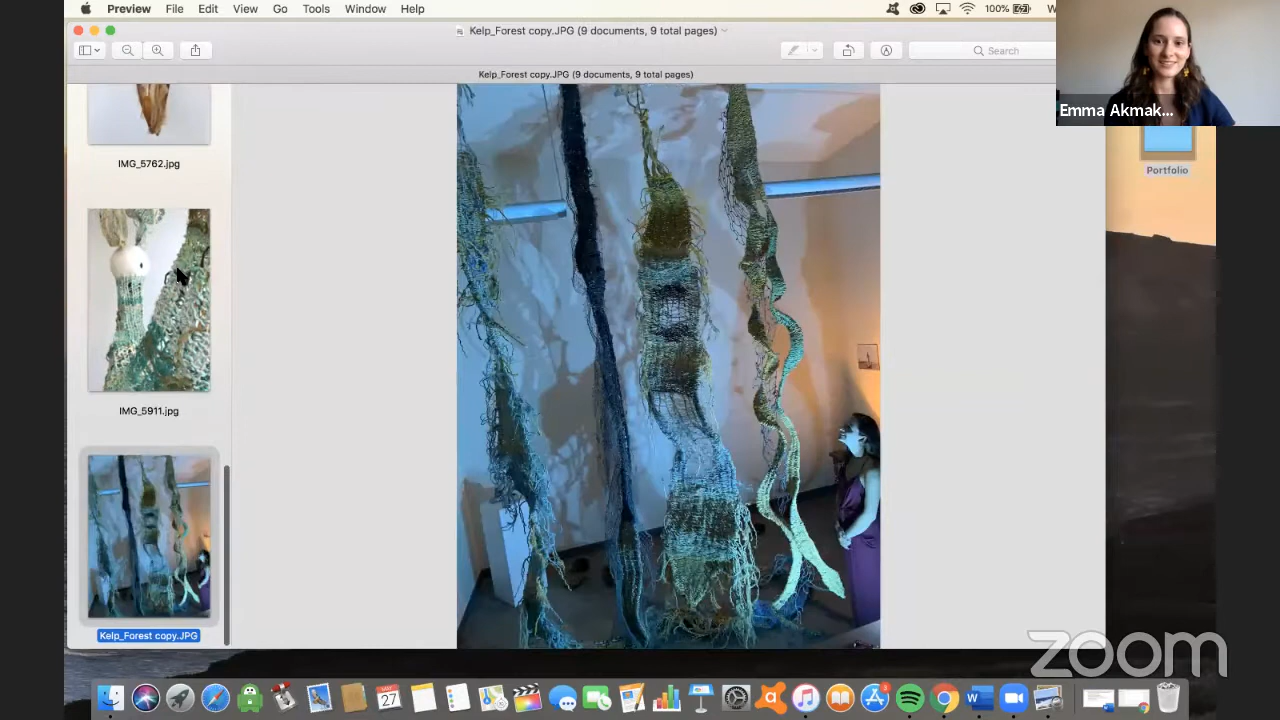 Preview File Edit View Go Tools Window Help
100%
Kelp_Forest copy.JPG (9 documents, 9 total pages)
Search
Kelp_Forest copy.JPG (9 documents, 9 total pages)
Emma Akmak...
Portfolio
IMG_5762.jpg
IMG_5911.jpg
Kelp_Forest copy.JPG
zoom
27